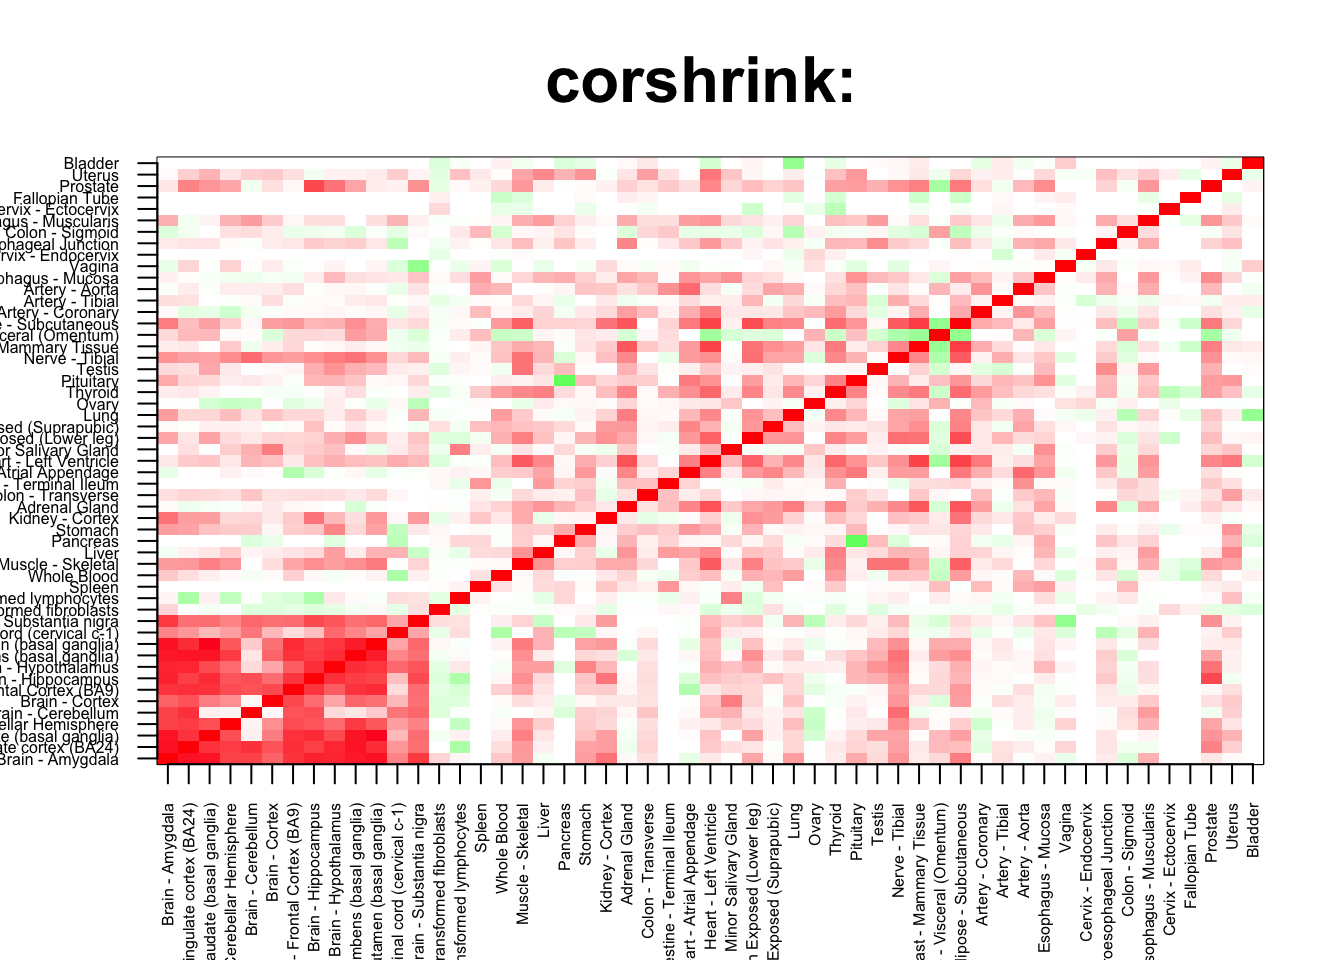 corshrink:
Bladder
Uterus
Prostate
Fallopian Tube
ervix - Ectocervix
gus - Muscularis
Colon - Sigmoid
phageal Junction
rvix - Endocervix
Vagina
phagus - Mucosa
Artery - Aorta
Artery - Tibial
Artery - Coronary
e - Subcutaneous
ceral (Omentum)
Mammary Tissue
Nerve - Tibial
Testis
Pituitary
Thyroid
Ovary
Lung
sed (Suprapubic)
osed (Lower leg)
or Salivary Gland
art - Left Ventricle
Atrial Appendage
- Terminal Ileum
olon - Transverse
Adrenal Gland
Kidney - Cortex
Stomach
Pancreas
Liver
Muscle - Skeletal
Whole Blood
Spleen
med lymphocytes
ormed fibroblasts
Substantia nigra
ord (cervical c-1)
n (basal ganglia)
s (basal ganglia)
n - Hypothalamus
n - Hippocampus
ntal Cortex (BA9)
Brain - Cortex
rain - Cerebellum
ellar Hemisphere
e (basal ganglia)
ate cortex (BA24)
Brain - Amygdala
Brain - Amygdala
ingulate cortex (BA24)
audate (basal ganglia)
Cerebellar Hemisphere
Brain - Cerebellum
Brain - Cortex
- Frontal Cortex (BA9)
Brain - Hippocampus
Brain - Hypothalamus
mbens (basal ganglia)
utamen (basal ganglia)
inal cord (cervical c-1)
rain - Substantia nigra
ransformed fibroblasts
nsformed lymphocytes
Spleen
Whole Blood
Muscle - Skeletal
Liver
Pancreas
Stomach
Kidney - Cortex
Adrenal Gland
Colon - Transverse
estine - Terminal Ileum
art - Atrial Appendage
Heart - Left Ventricle
Minor Salivary Gland
n Exposed (Lower leg)
Exposed (Suprapubic)
Lung
Ovary
Thyroid
Pituitary
Testis
Nerve - Tibial
ast - Mammary Tissue
- Visceral (Omentum)
dipose - Subcutaneous
Artery - Coronary
Artery - Tibial
Artery - Aorta
Esophagus - Mucosa
Vagina
Cervix - Endocervix
roesophageal Junction
Colon - Sigmoid
sophagus - Muscularis
Cervix - Ectocervix
Fallopian Tube
Prostate
Uterus
Bladder